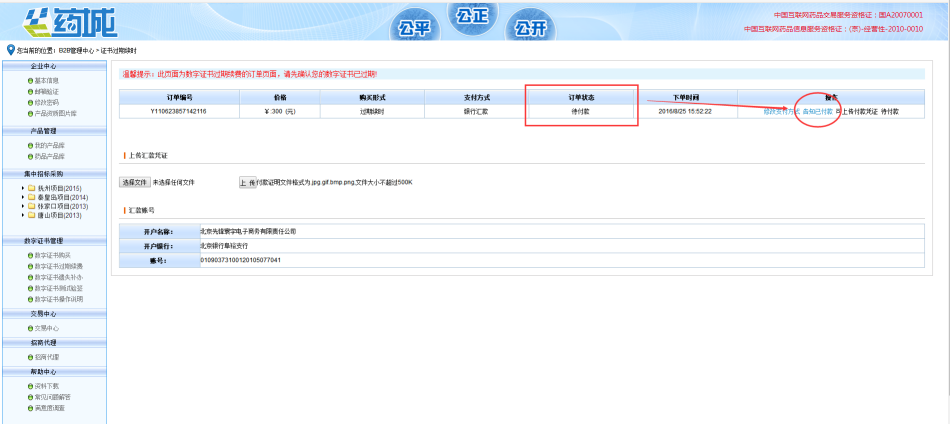 药成
公平
公正
公开
中国互联网药品交易服务资格证：国A20070001
中国互联网药品信息服务资格证：(京)-经营性-2010-0010
您当前的位置：B2B管理中心 > 证书过期续时
企业中心
基本信息
邮箱验证
修改密码
产品资质图片库
产品管理
我的产品库
药品产品库
集中招标采购
杭州项目(2015)
秦皇岛项目(2014)
张家口项目(2013)
唐山项目(2013)
数字证书管理
数字证书购买
数字证书过期续费
数字证书遗失补办
数字证书测试验签
数字证书操作说明
交易中心
交易中心
招商代理
招商代理
帮助中心
资料下载
常见问题解答
满意度调查
温馨提示：此页面为数字证书过期续费的订单页面，请先确认您的数字证书已过期!
订单编号 价格 购买形式 支付方式 订单状态 下单时间 操作
Y110623857142116 ￥:300 (元) 过期续时 银行汇款 待付款 2016/8/25 15:52:22 修改支付方式 告知已付款 上传付款凭证 待付款
上传汇款凭证
选择文件 未选择任何文件 上 传 付款证明文件格式为.jpg.gif.bmp.png,文件大小不超过500K
汇款账号
开户名称： 北京先锋寰宇电子商务有限责任公司
开户银行： 北京银行阜裕支行
账号： 01090373100120105077041